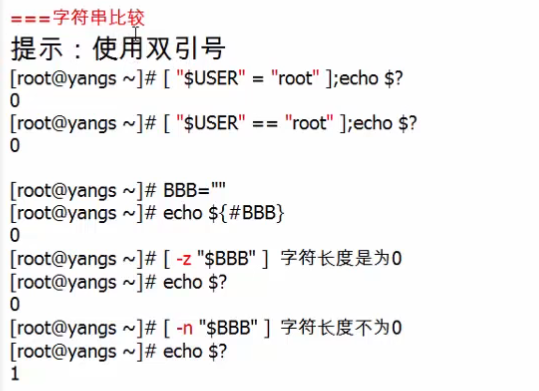 ===字符串比较
提示：使用双引号
[root@yangs ~]# [ "$USER" = "root" ];echo $?
0
[root@yangs ~]# [ "$USER" == "root" ];echo $?
0
[root@yangs ~]# BBB=""
[root@yangs ~]# echo ${#BBB}
0
[root@yangs ~]# [ -z "$BBB" ] 字符长度是为0
[root@yangs ~]# echo $?
0
[root@yangs ~]# [ -n "$BBB" ] 字符长度不为0
[root@yangs ~]# echo $?
1